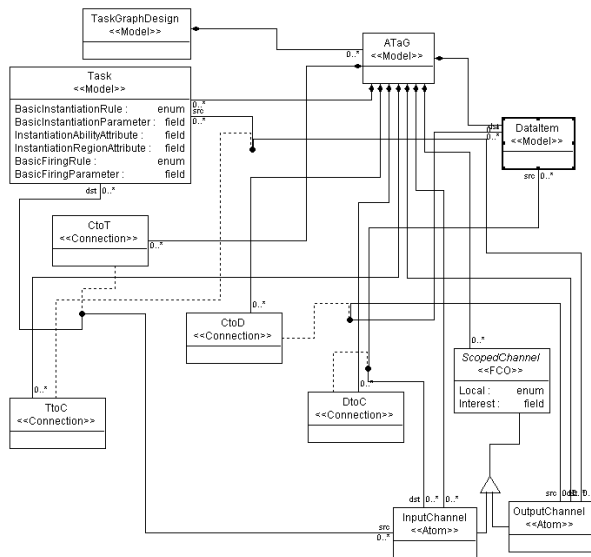 TaskGraphDesign
<<Model>>
0..*
ATaG
<<Model>>
Task
<<Model>>
BasicInstantiationRule : enum
BasicInstantiationParameter : field
InstantiationAbilityAttribute : field
InstantiationRegionAttribute : field
BasicFiringRule : enum
BasicFiringParameter : field
0..*
src
0..*
dst 0..*
dst
DataItem
<<Model>>
src 0..*
CtoT
<<Connection>>
0..*
CtoD
<<Connection>>
0..*
ScopedChannel
<<FCO>>
Local : enum
Interest : field
0..*
TtoC
<<Connection>>
0..*
DtoC
<<Connection>>
0..*
InputChannel
<<Atom>>
dst 0..* 0..*
src
0..*
OutputChannel
<<Atom>>
src 0..